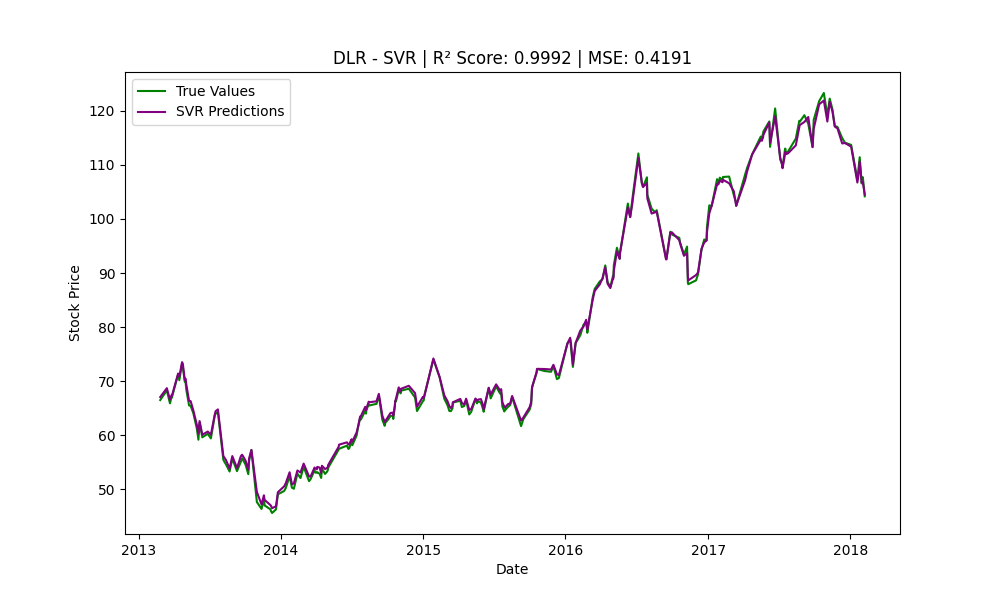 DLR - SVR | R² Score: 0.9992 | MSE: 0.4191
True Values
SVR Predictions
Stock Price
120
110
100
90
80
70
60
50
2013
2014
2015
2016
2017
2018
Date